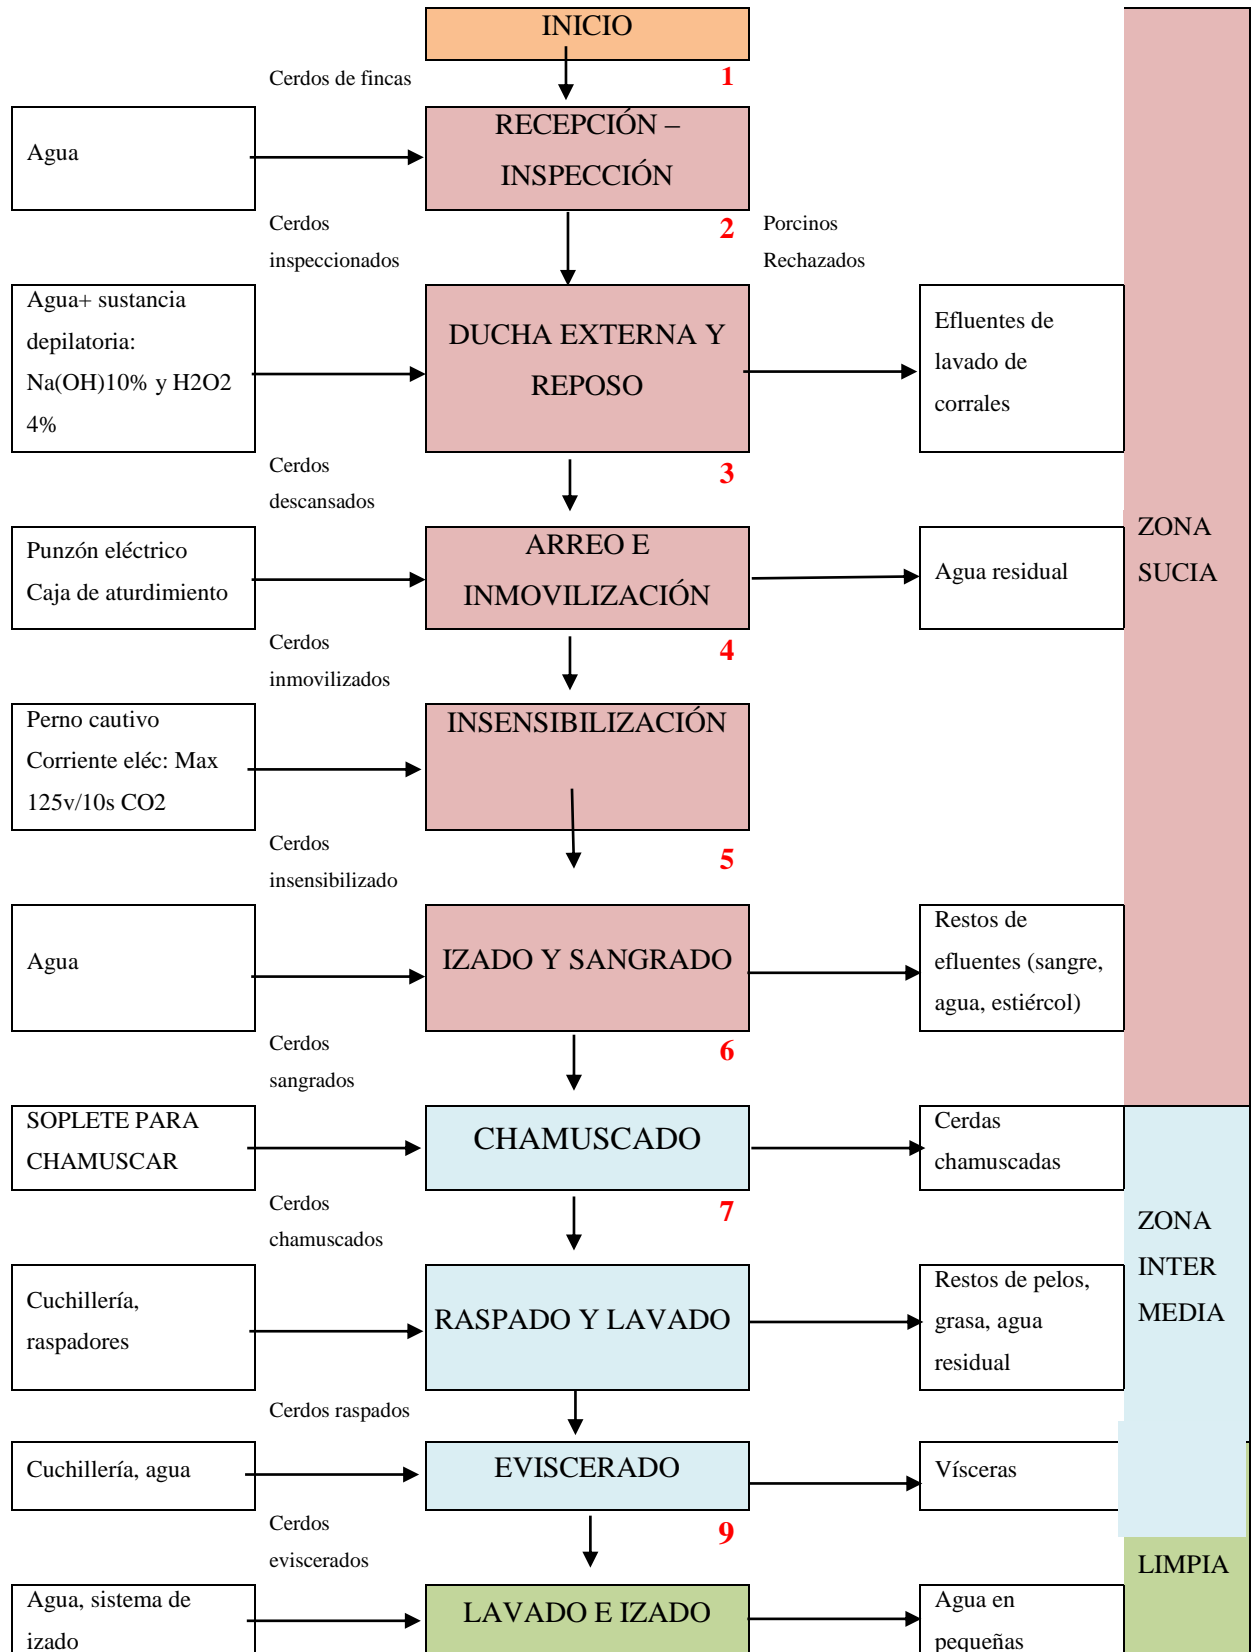 INICIO
Cerdos de fincas
1
Agua
RECEPCIÓN –
INSPECCIÓN
Cerdos
inspeccionados
2
Porcinos
Rechazados
Agua+ sustancia
depilatoria:
Na(OH)10% y H2O2
4%
DUCHA EXTERNA Y
REPOSO
Efluentes de
lavado de
corrales
Cerdos
descansados
3
Punzón eléctrico
Caja de aturdimiento
ARREO E
INMOVILIZACIÓN
Agua residual
ZONA
SUCIA
Cerdos
inmovilizados
4
Perno cautivo
Corriente eléc: Max
125v/10s CO2
INSENSIBILIZACIÓN
Cerdos
insensibilizado
5
Agua
IZADO Y SANGRADO
Restos de
efluentes (sangre,
agua, estiércol)
Cerdos
sangrados
6
SOPLETE PARA
CHAMUSCAR
CHAMUSCADO
Cerdas
chamuscadas
Cerdos
chamuscados
7
ZONA
INTER
MEDIA
Cuchillería,
raspadores
RASPADO Y LAVADO
Restos de pelos,
grasa, agua
residual
Cerdos raspados
Cuchillería, agua
EVISCERADO
Vísceras
Cerdos
eviscerados
9
LIMPIA
Agua, sistema de
izado
LAVADO E IZADO
Agua en
pequeñas